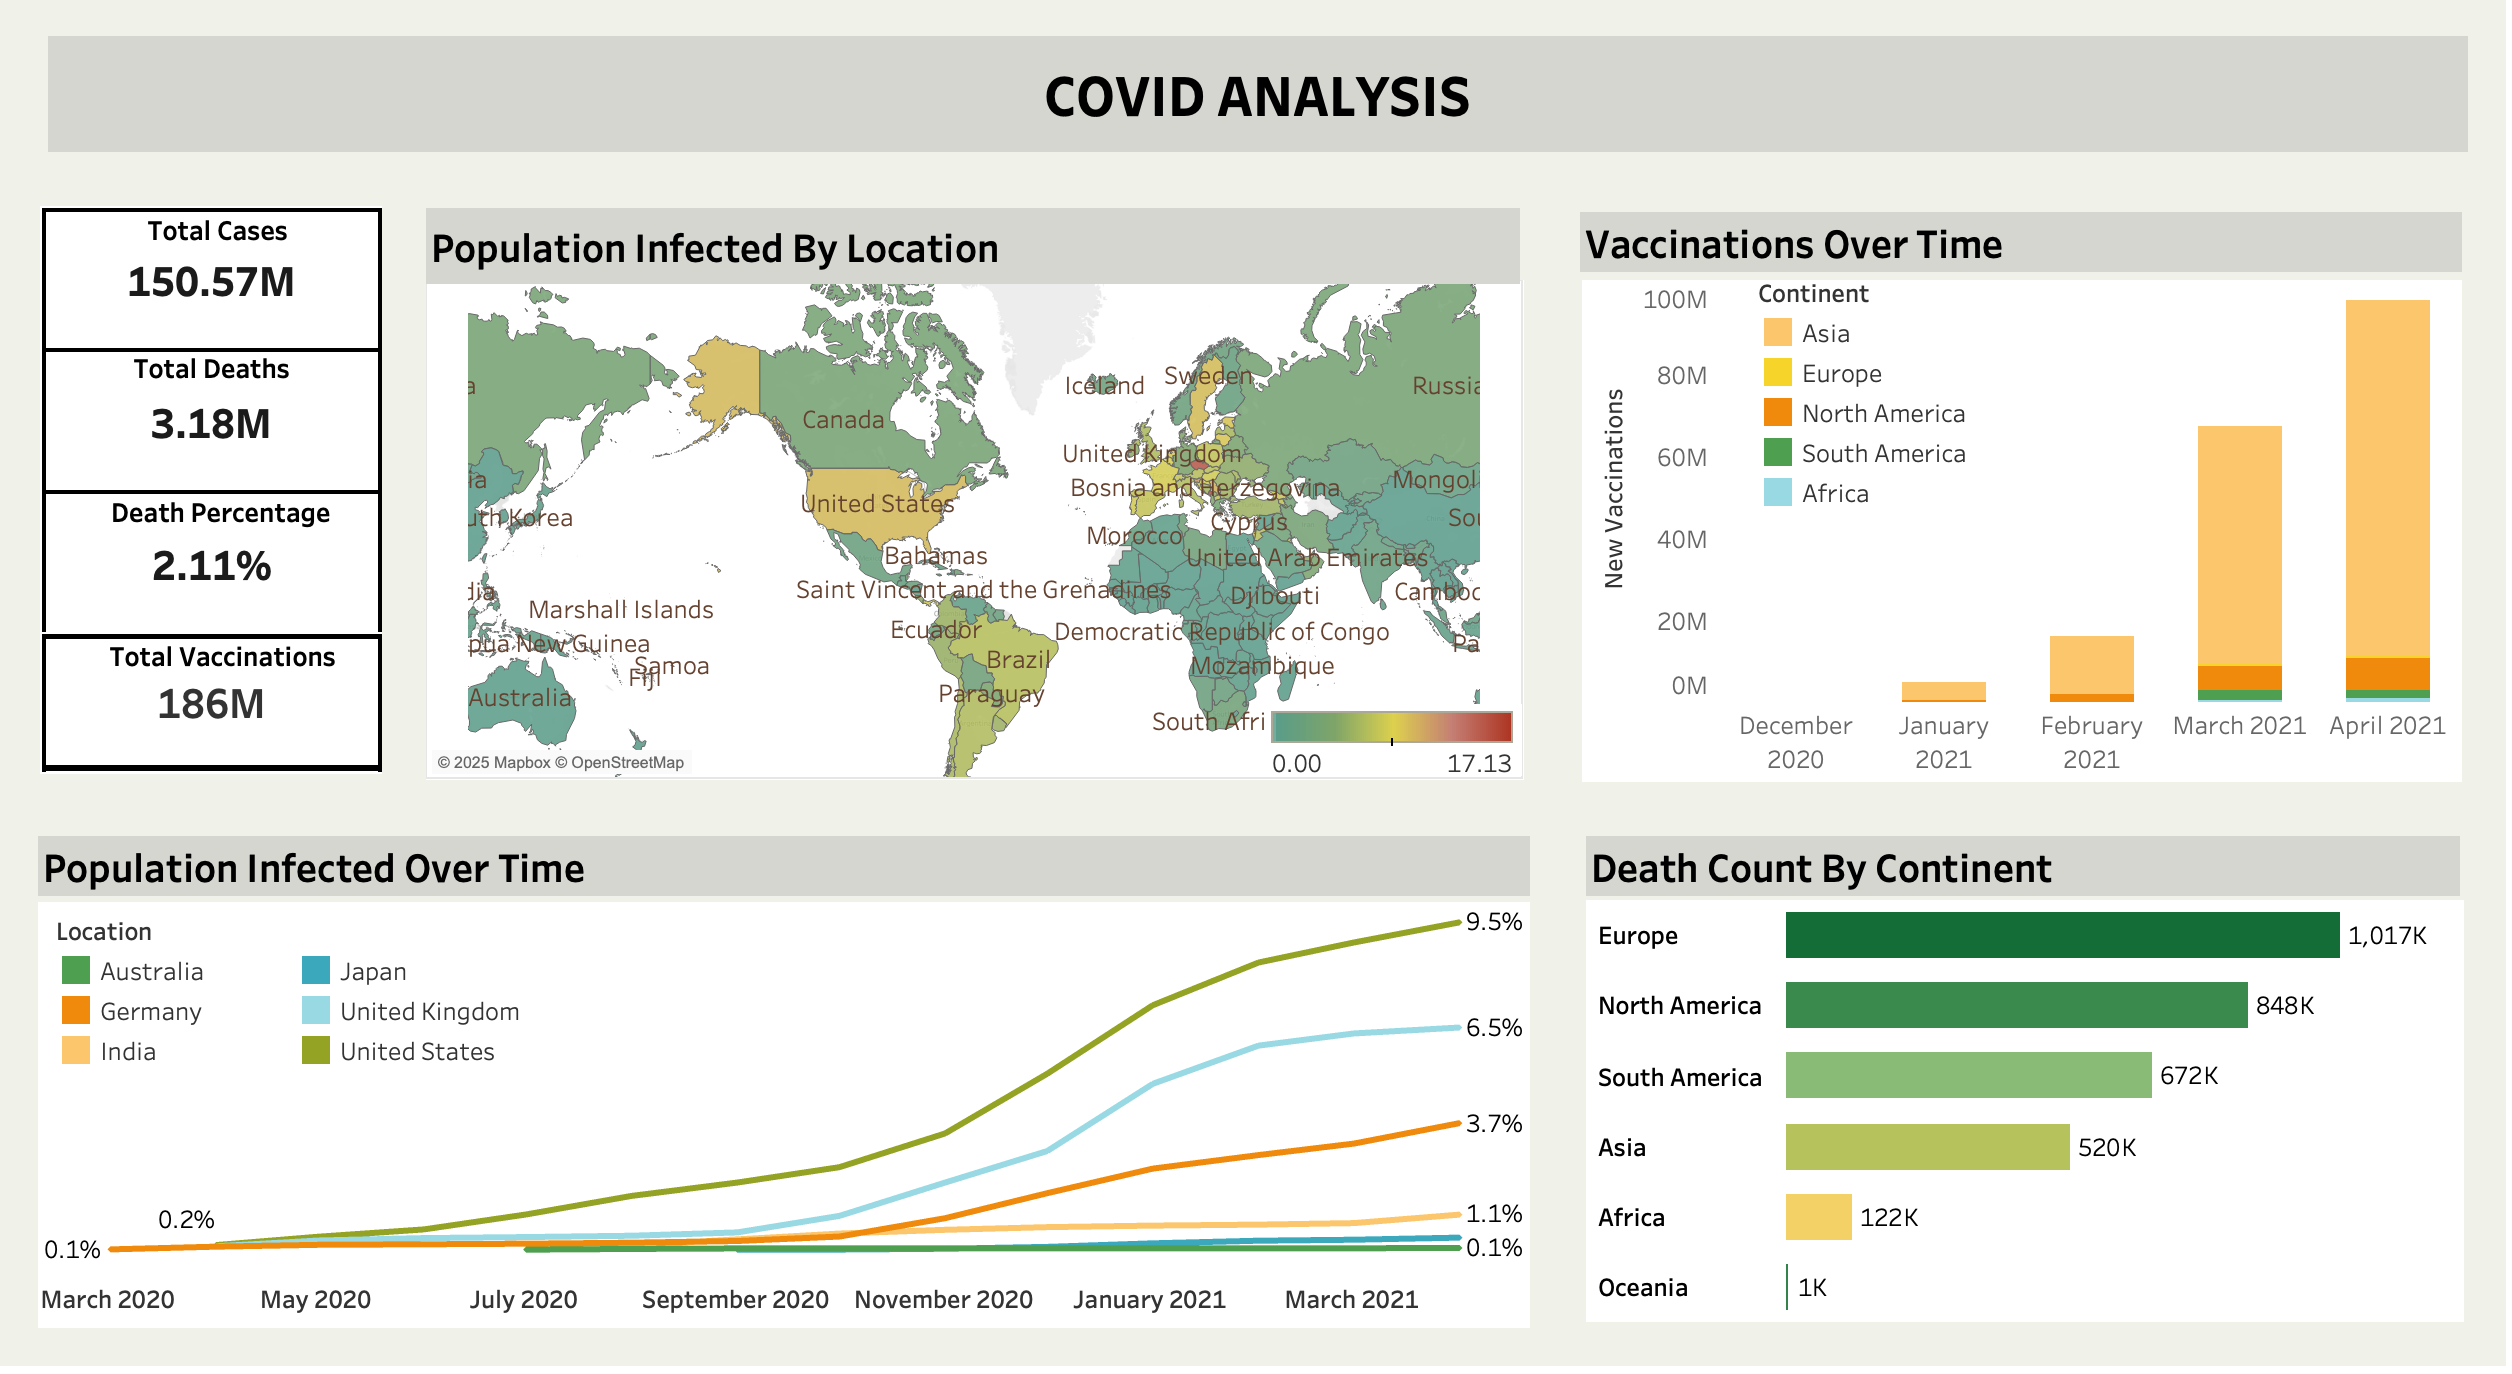 COVID ANALYSIS
Total Cases
150.57M
Total Deaths
3.18M
Death Percentage
2.11%
Total Vaccinations
186M
Population Infected By Location
Iceland
Sweden
Russia
Canada
United Kingdom
Bosnia and Herzegovina
Mongol
United States
uth Korea
Cyprus
Sou
Morocco
Bahamas
United Arab Emirates
Saint Vincent and the Grenadines
Djibouti
Cambod
Marshall Islands
Ecuador
Democratic Republic of Congo
pua New Guinea
Pa
Samoa
Fiji
Brazil
Mozambique
Australia
Paraguay
South Afri
0.00
17.13
© 2025 Mapbox © OpenStreetMap
Vaccinations Over Time
Continent
Asia
Europe
North America
South America
Africa
New Vaccinations
100M
80M
60M
40M
20M
0M
December
2020
January
2021
February
2021
March 2021
April 2021
Population Infected Over Time
Location
Australia
Germany
India
Japan
United Kingdom
United States
9.5%
6.5%
3.7%
1.1%
0.1%
0.2%
0.1%
March 2020
May 2020
July 2020
September 2020
November 2020
January 2021
March 2021
Death Count By Continent
Europe
1,017K
North America
848K
South America
672K
Asia
520K
Africa
122K
Oceania
1K